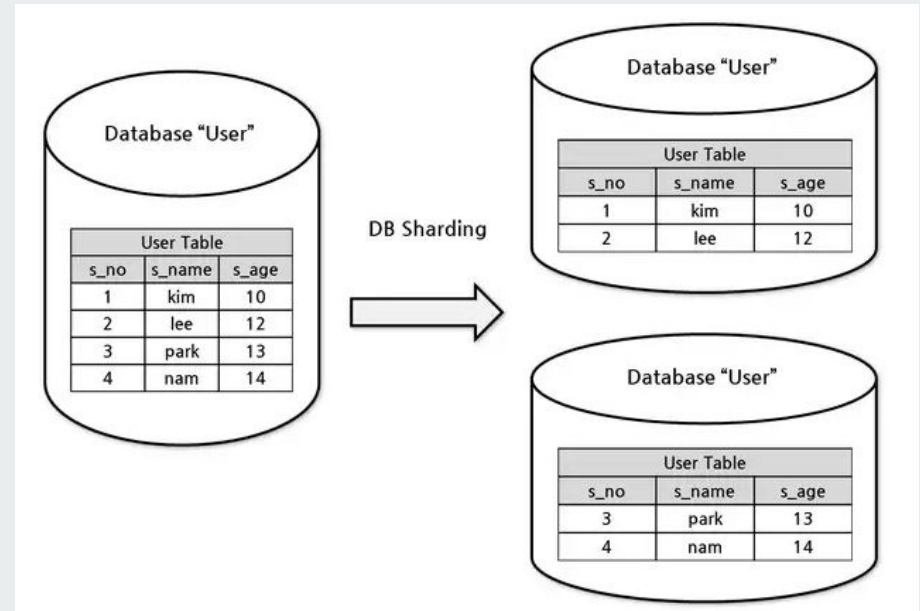 Database “User”
User Table
s_no s_name s_age
1 kim 10
2 lee 12
3 park 13
4 nam 14
DB Sharding
Database “User”
User Table
s_no s_name s_age
1 kim 10
2 lee 12
Database “User”
User Table
s_no s_name s_age
3 park 13
4 nam 14